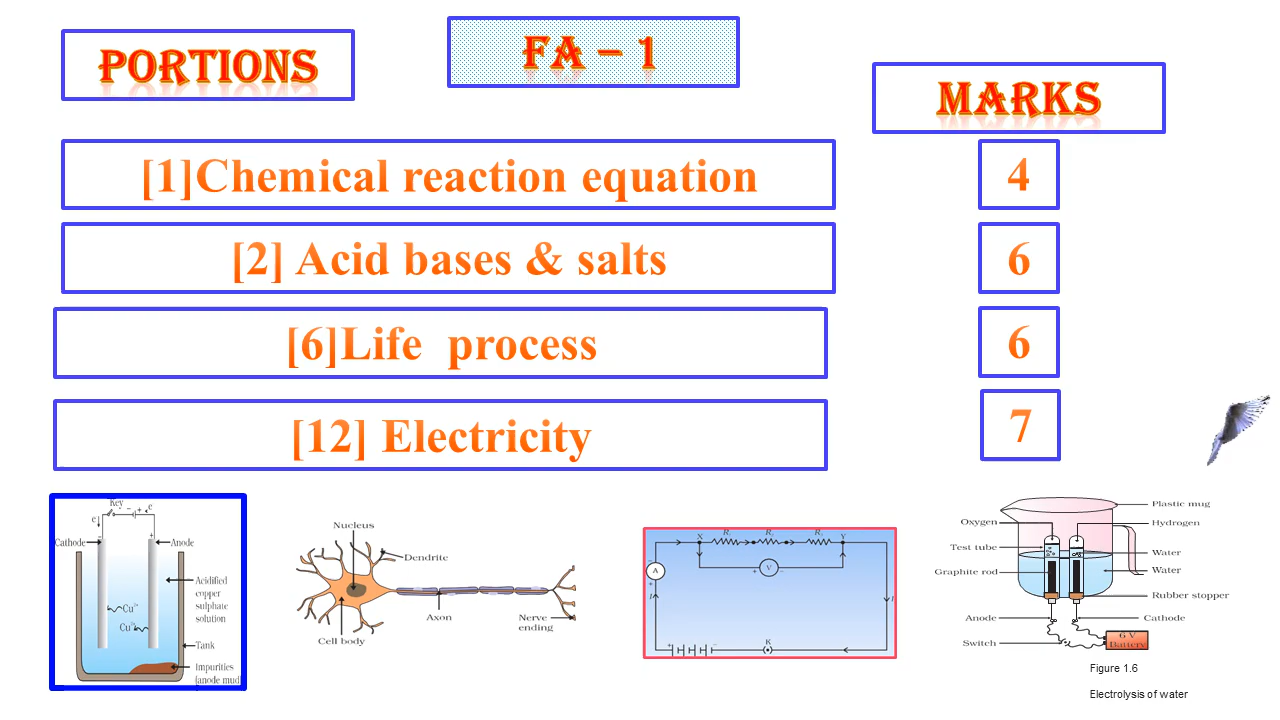 PORTIONS
FA – 1
MARKS
[1]Chemical reaction equation
4
[2] Acid bases & salts
6
[6]Life process
6
[12] Electricity
7
Key
- +
e
e
Cathode
Anode
Acidified
copper
sulphate
solution
Cu
Cu
Tank
Impurities
(anode mud)
Nucleus
Dendrite
Axon
Cell body
Nerve
ending
X
Y
A
V
K
Plastic mug
Oxygen
Hydrogen
Test tube
Water
Graphite rod
Water
Rubber stopper
Anode
Cathode
Switch
6 V
Battery
Figure 1.6
Electrolysis of water